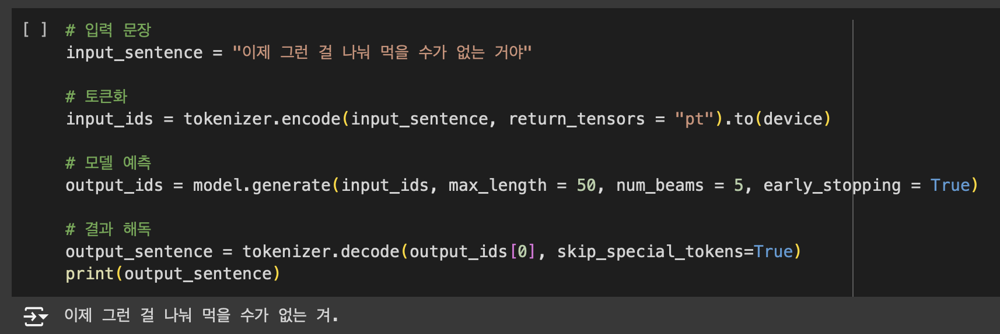 [ ] # 입력 문장
input_sentence = "이제 그런 걸 나눠 먹을 수가 없는 거야"
# 토큰화
input_ids = tokenizer.encode(input_sentence, return_tensors = "pt").to(device)
# 모델 예측
output_ids = model.generate(input_ids, max_length = 50, num_beams = 5, early_stopping = True)
# 결과 해독
output_sentence = tokenizer.decode(output_ids[0], skip_special_tokens=True)
print(output_sentence)
이제 그런 걸 나눠 먹을 수가 없는 겨.